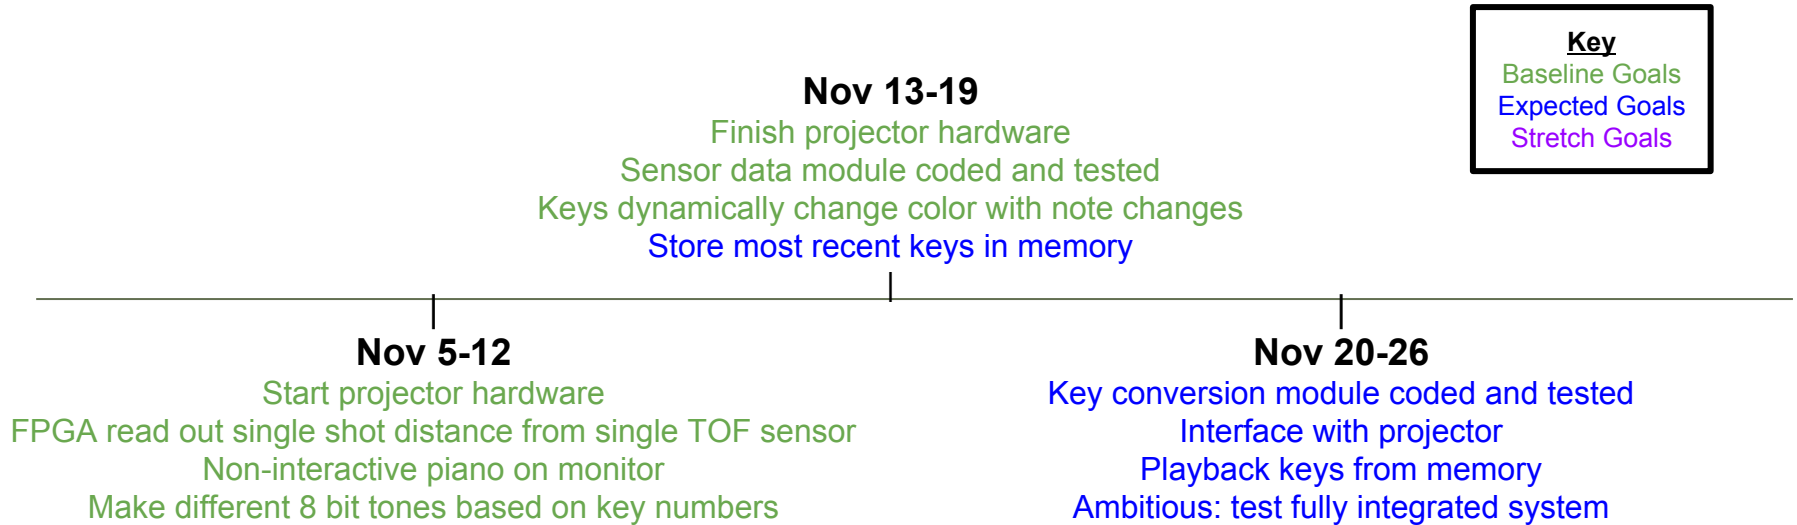 Key
Baseline Goals
Expected Goals
Stretch Goals
Nov 13-19
Finish projector hardware
Sensor data module coded and tested
Keys dynamically change color with note changes
Store most recent keys in memory
Nov 5-12
Start projector hardware
FPGA read out single shot distance from single TOF sensor
Non-interactive piano on monitor
Make different 8 bit tones based on key numbers
Nov 20-26
Key conversion module coded and tested
Interface with projector
Playback keys from memory
Ambitious: test fully integrated system